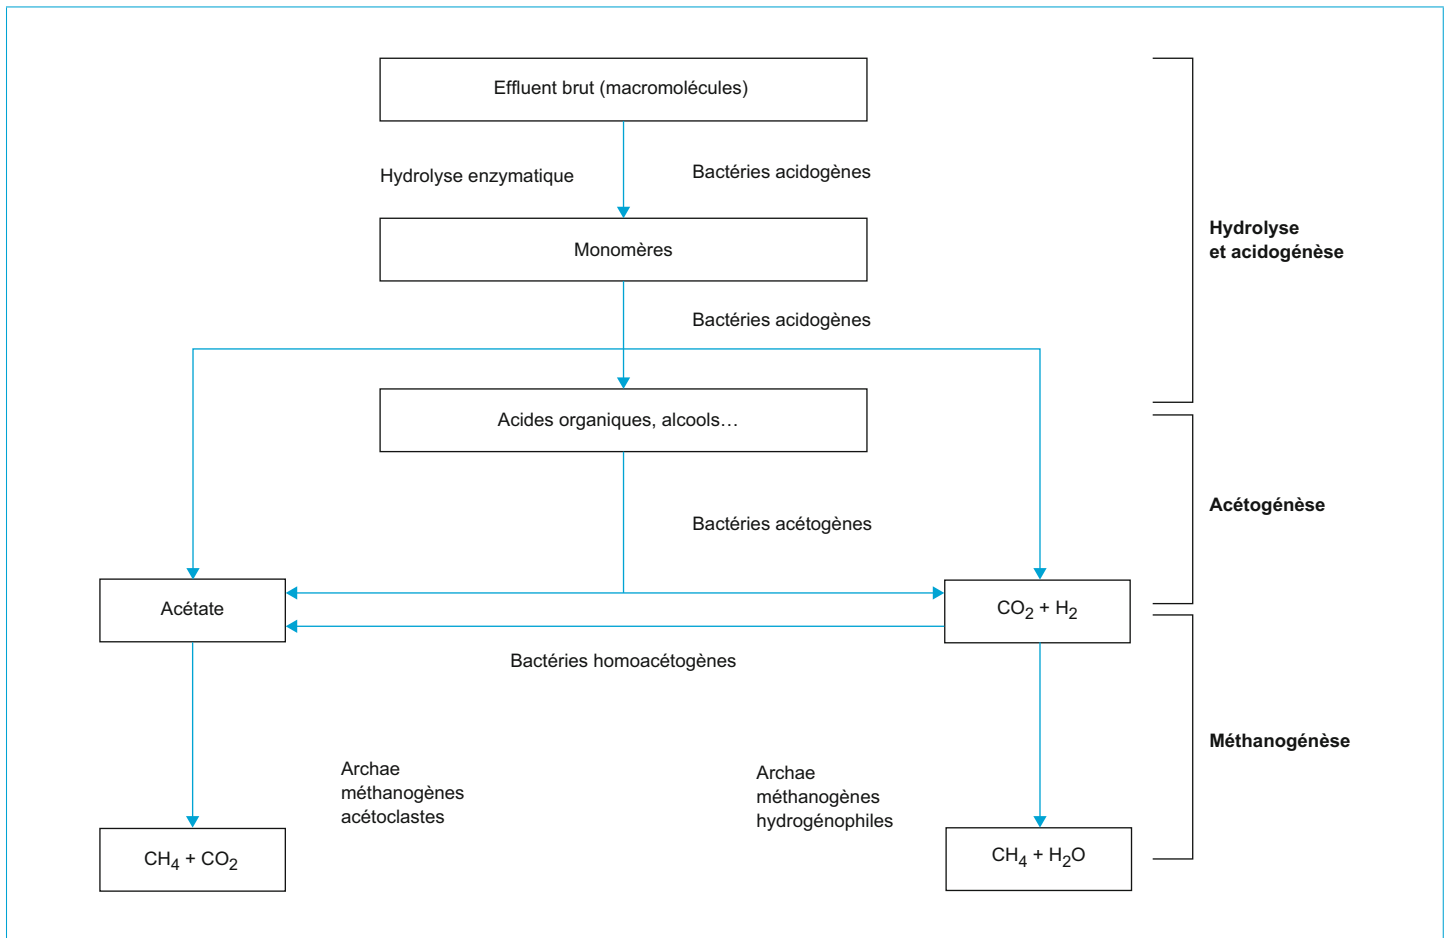 Effluent brut (macromolécules)
Hydrolyse enzymatique
Bactéries acidogènes
Monomères
Hydrolyse
et acidogénèse
Bactéries acidogènes
Acides organiques, alcools…
Bactéries acétogènes
Acétogénèse
Acétate
CO2 + H2
Bactéries homoacétogènes
Méthanogénèse
Archae
méthanogènes
acétoclastes
Archae
méthanogènes
hydrogénophiles
CH4 + CO2
CH4 + H2O